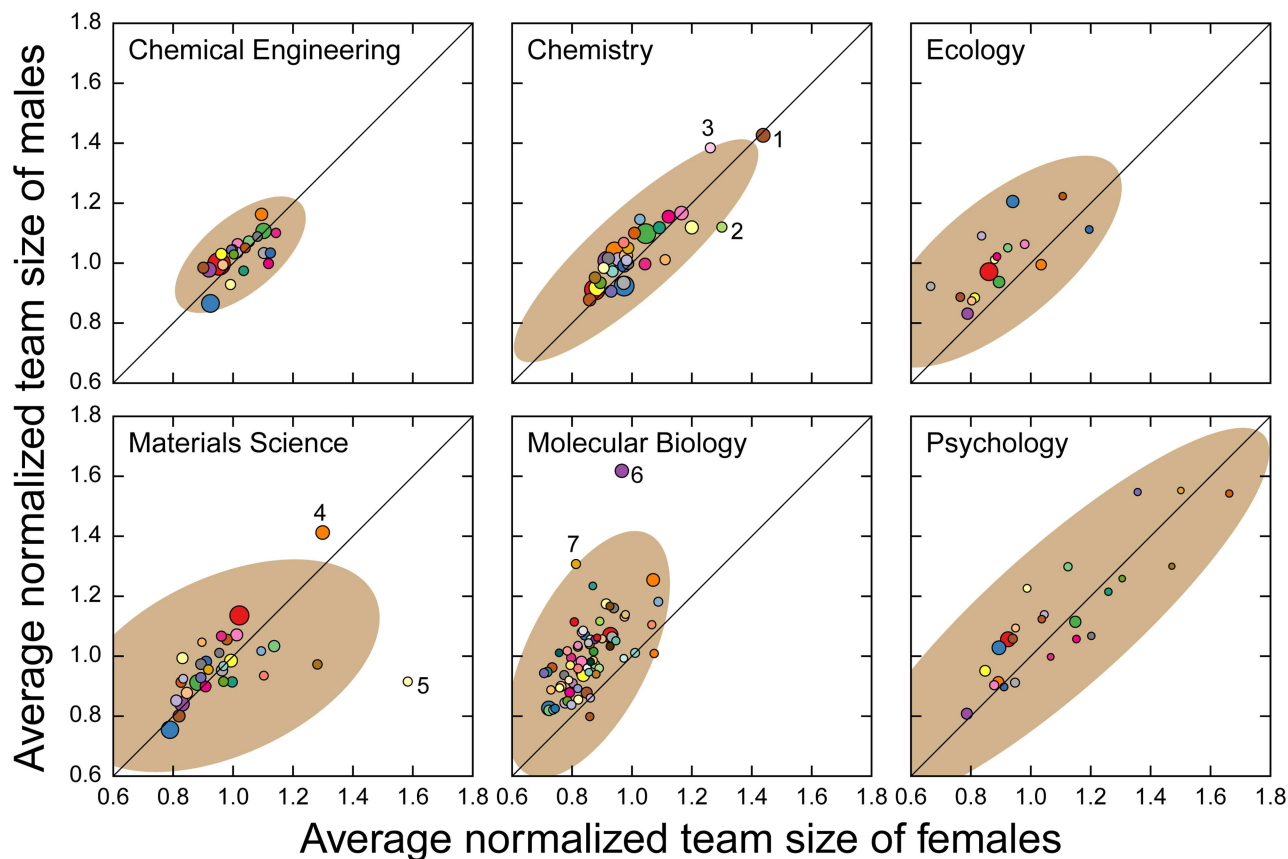 Average normalized team size of males
1.8
1.6
1.4
1.2
1.0
0.8
0.6
Chemical Engineering
Chemistry
3
1
2
Ecology
1.8
1.6
1.4
1.2
1.0
0.8
0.6
Materials Science
4
5
Molecular Biology
6
7
Psychology
0.6 0.8 1.0 1.2 1.4 1.6 1.8
0.6 0.8 1.0 1.2 1.4 1.6 1.8
0.6 0.8 1.0 1.2 1.4 1.6 1.8
Average normalized team size of females